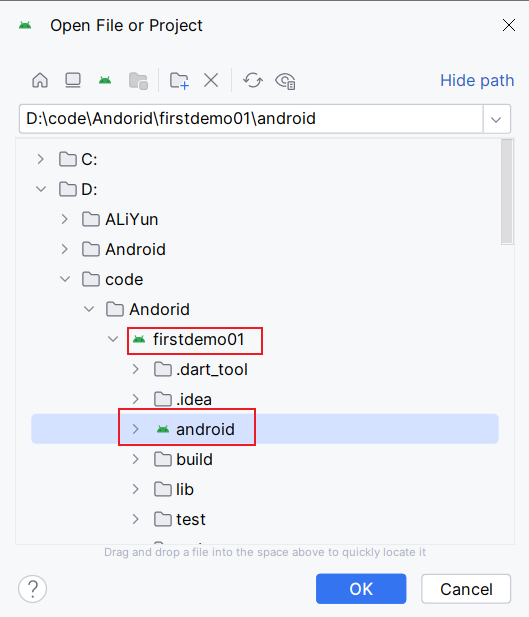 Open File or Project
Hide path
D:\code\Andorid\firstdemo01\android
C:
D:
ALiYun
Android
code
Andorid
firstdemo01
.dart_tool
.idea
android
build
lib
test
Drag and drop a file into the space above to quickly locate it
?
OK
Cancel